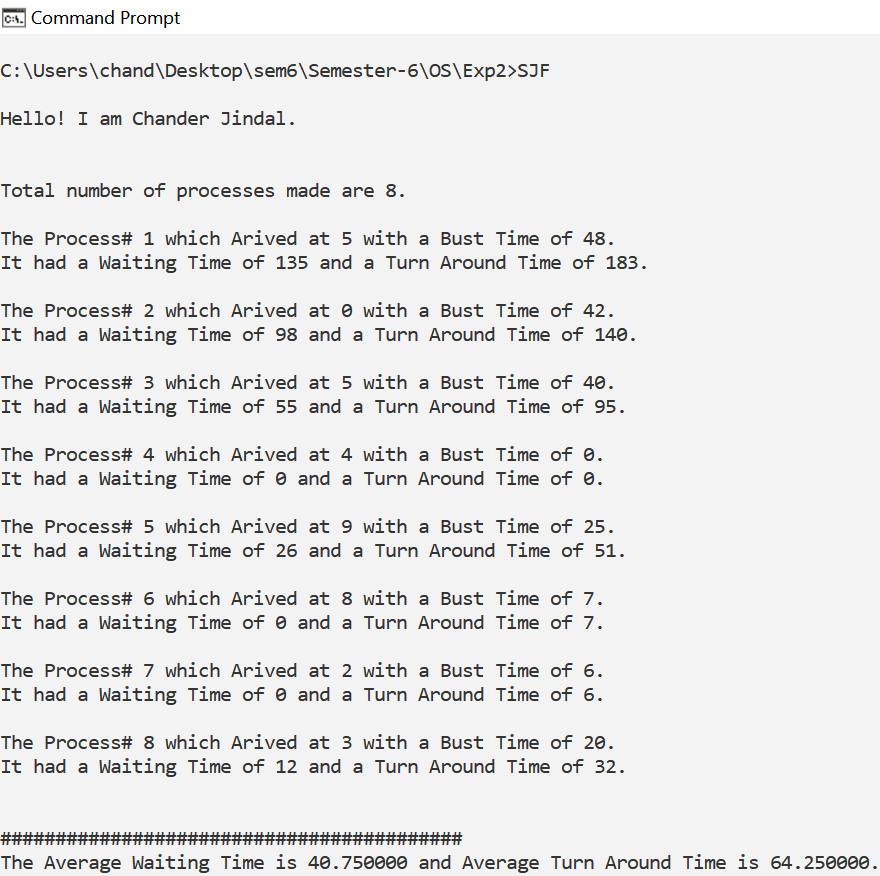 Command Prompt
C:\Users\chand\Desktop\sem6\Semester-6\OS\Exp2>SJF
Hello! I am Chander Jindal.
Total number of processes made are 8.
The Process# 1 which Arived at 5 with a Bust Time of 48.
It had a Waiting Time of 135 and a Turn Around Time of 183.
The Process# 2 which Arived at 0 with a Bust Time of 42.
It had a Waiting Time of 98 and a Turn Around Time of 140.
The Process# 3 which Arived at 5 with a Bust Time of 40.
It had a Waiting Time of 55 and a Turn Around Time of 95.
The Process# 4 which Arived at 4 with a Bust Time of 0.
It had a Waiting Time of 0 and a Turn Around Time of 0.
The Process# 5 which Arived at 9 with a Bust Time of 25.
It had a Waiting Time of 26 and a Turn Around Time of 51.
The Process# 6 which Arived at 8 with a Bust Time of 7.
It had a Waiting Time of 0 and a Turn Around Time of 7.
The Process# 7 which Arived at 2 with a Bust Time of 6.
It had a Waiting Time of 0 and a Turn Around Time of 6.
The Process# 8 which Arived at 3 with a Bust Time of 20.
It had a Waiting Time of 12 and a Turn Around Time of 32.
##########################################
The Average Waiting Time is 40.750000 and Average Turn Around Time is 64.250000.